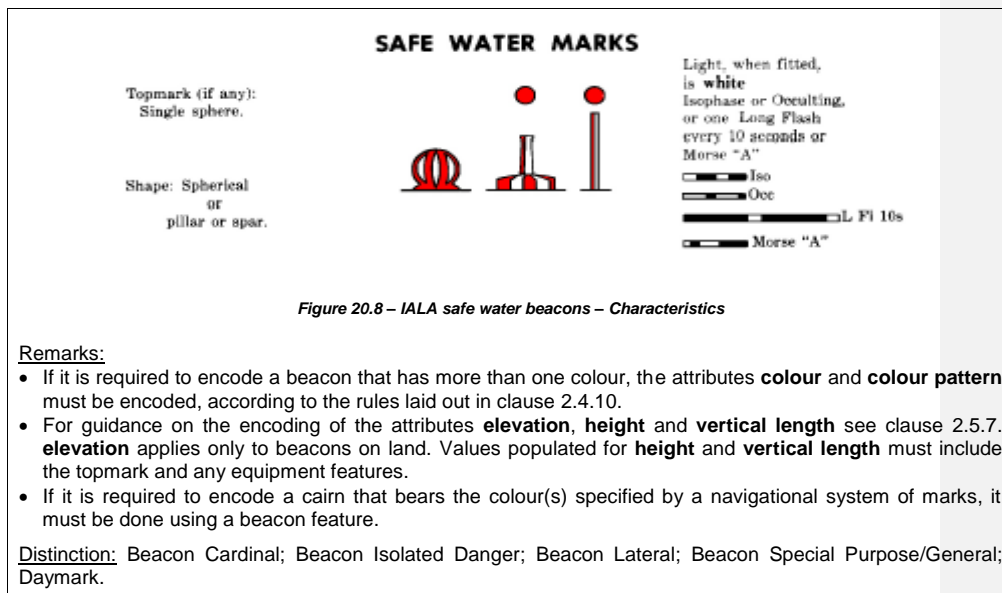 SAFE WATER MARKS
Topmark (if any):
Single sphere.
Shape: Spherical
or
pillar or spar.
Light, when fitted,
is white
Isophase or Occulting,
or one Long Flash
every 10 seconds or
Morse "A"
Iso
Occ
L Fl 10s
Morse "A"
Figure 20.8 – IALA safe water beacons – Characteristics
Remarks:
• If it is required to encode a beacon that has more than one colour, the attributes colour and colour pattern
must be encoded, according to the rules laid out in clause 2.4.10.
• For guidance on the encoding of the attributes elevation, height and vertical length see clause 2.5.7.
elevation applies only to beacons on land. Values populated for height and vertical length must include
the topmark and any equipment features.
• If it is required to encode a cairn that bears the colour(s) specified by a navigational system of marks, it
must be done using a beacon feature.
Distinction: Beacon Cardinal; Beacon Isolated Danger; Beacon Lateral; Beacon Special Purpose/General;
Daymark.